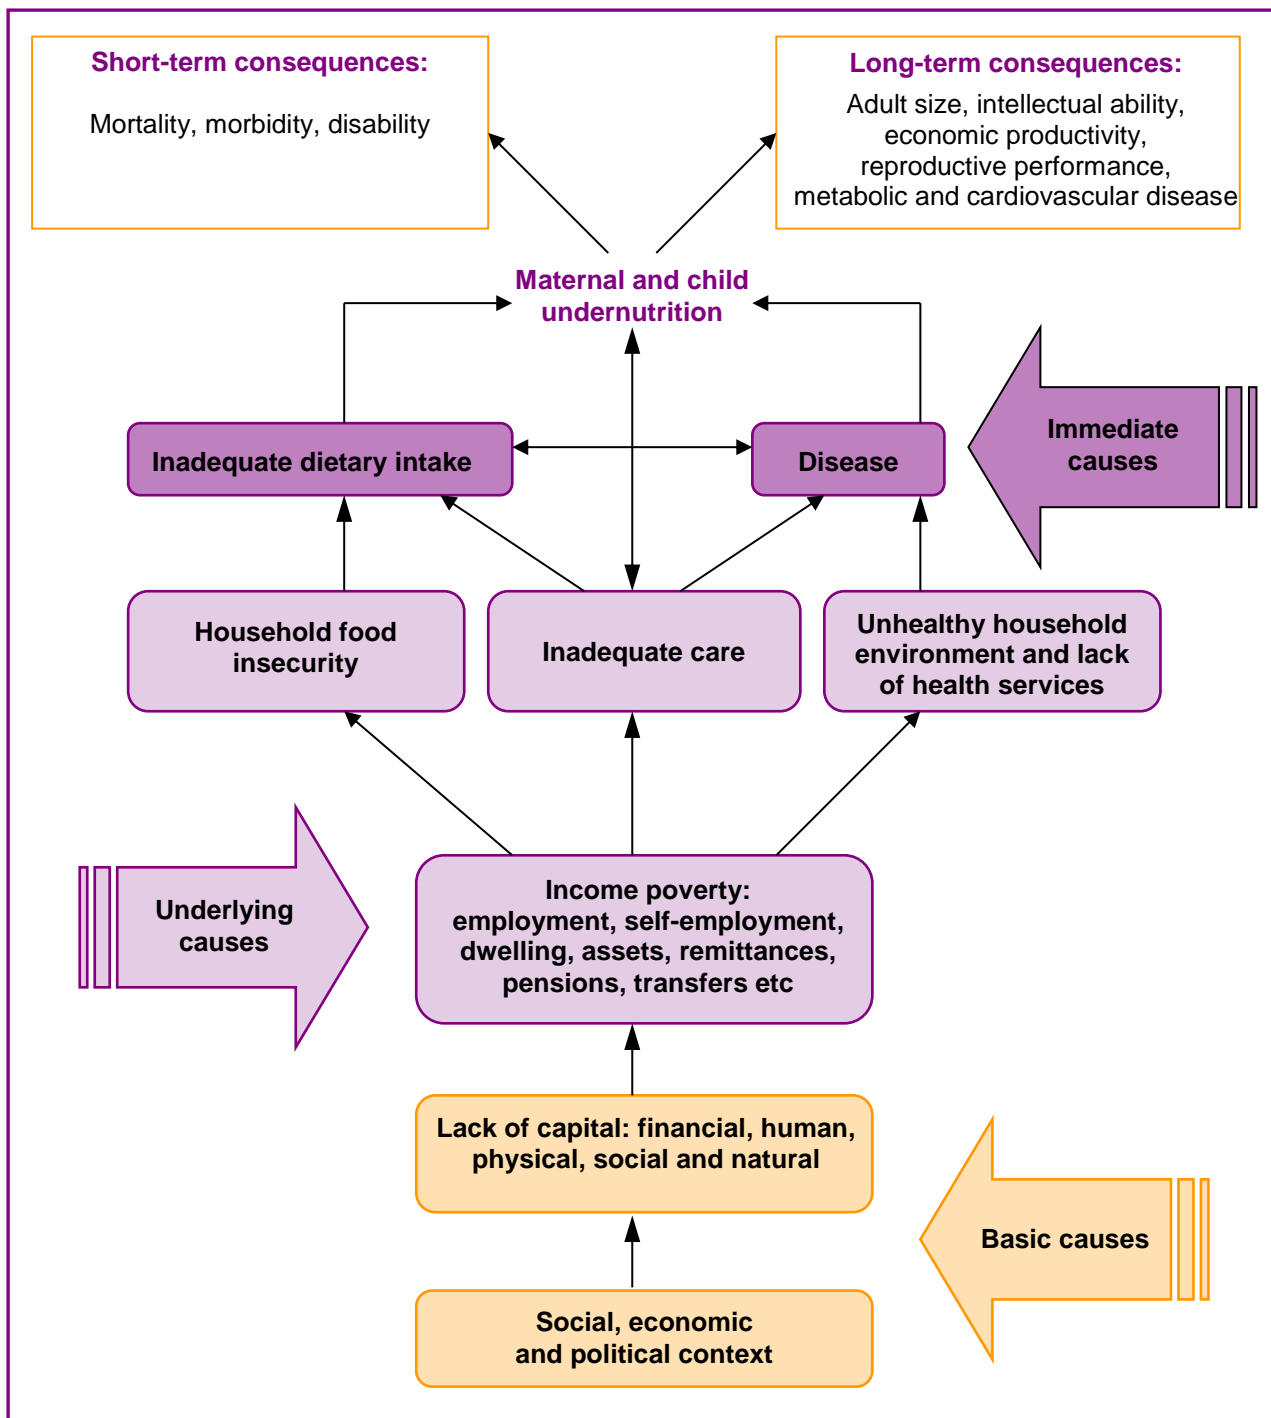 Short-term consequences:
Mortality, morbidity, disability
Long-term consequences:
Adult size, intellectual ability,
economic productivity,
reproductive performance,
metabolic and cardiovascular disease
Maternal and child
undernutrition
Inadequate dietary intake
Disease
Immediate
causes
Household food
insecurity
Inadequate care
Unhealthy household
environment and lack
of health services
Underlying
causes
Income poverty:
employment, self-employment,
dwelling, assets, remittances,
pensions, transfers etc
Lack of capital: financial, human,
physical, social and natural
Basic causes
Social, economic
and political context